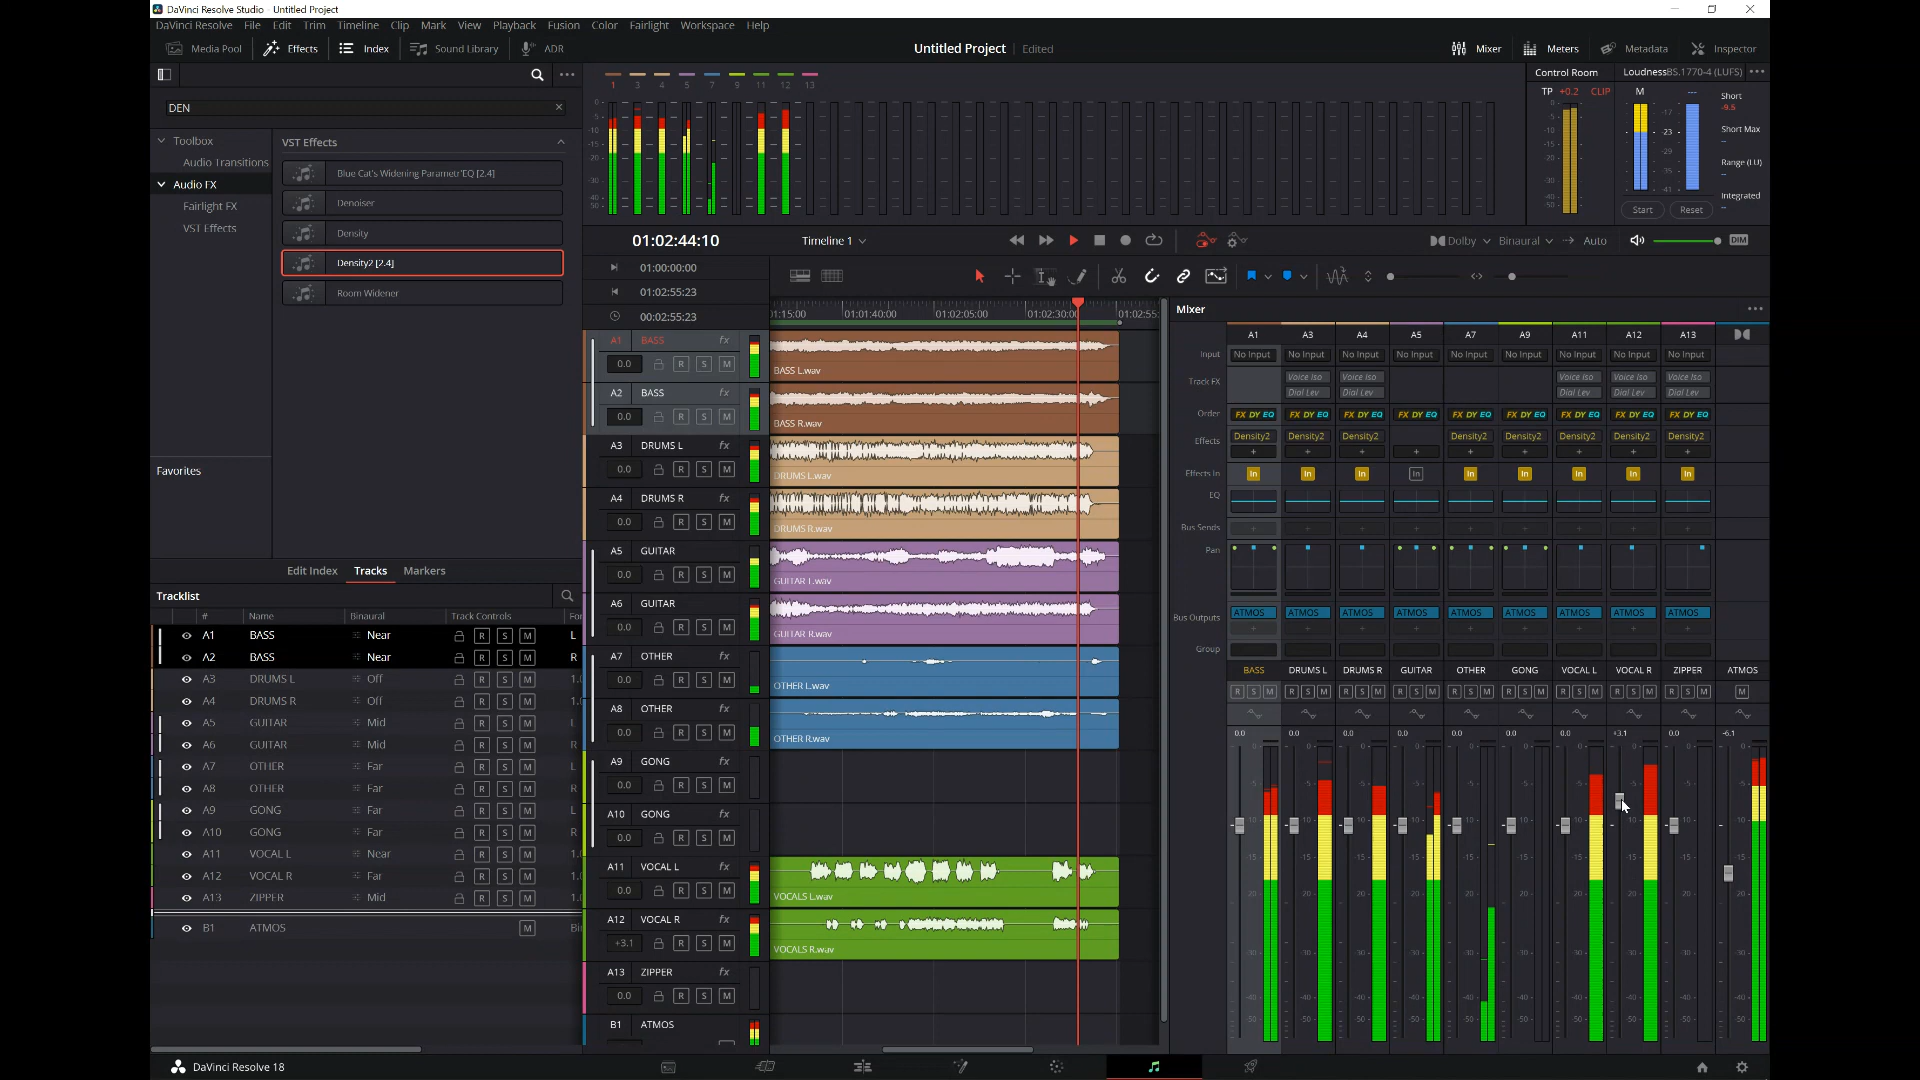 DaVinci Resolve Studio - Untitled Project
DaVinci Resolve File Edit Trim Timeline Clip Mark View Playback Fusion Color Fairlight Workspace Help
Media Pool Effects Index Sound Library ADR Untitled Project Edited Mixer Meters Metadata Inspector
DEN
Toolbox
Audio Transitions
Audio FX
Fairlight FX
VST Effects
Favorites
VST Effects
Blue Cat's Widening Parametr'EQ [2.4]
Denoiser
Density
Density2 [2.4]
Room Widener
1 3 4 5 7 9 11 12 13
Control Room
TP +0.2 CLIP
Loudness BS.1770-4 (LUFS)
M
Short
-9.5
Short Max
Range (LU)
Integrated
Start Reset
01:02:44:10 Timeline 1 Dolby Binaural Auto DIM
01:00:00:00
01:02:55:23
00:02:55:23
01:15:00 01:01:40:00 01:02:05:00 01:02:30:00 01:02:55:
A1 BASS fx
0.0 R S M
BASS L.wav
A2 BASS fx
0.0 R S M
BASS R.wav
A3 DRUMS L fx
0.0 R S M
DRUMS L.wav
A4 DRUMS R fx
0.0 R S M
DRUMS R.wav
A5 GUITAR fx
0.0 R S M
GUITAR L.wav
A6 GUITAR fx
0.0 R S M
GUITAR R.wav
A7 OTHER fx
0.0 R S M
OTHER L.wav
A8 OTHER fx
0.0 R S M
OTHER R.wav
A9 GONG fx
0.0 R S M
A10 GONG fx
0.0 R S M
A11 VOCAL L fx
0.0 R S M
VOCALS L.wav
A12 VOCAL R fx
+3.1 R S M
VOCALS R.wav
A13 ZIPPER fx
0.0 R S M
B1 ATMOS
Edit Index Tracks Markers
Tracklist
# Name Binaural Track Controls For
A1 BASS Near R S M L
A2 BASS Near R S M R
A3 DRUMS L Off R S M 1.0
A4 DRUMS R Off R S M 1.0
A5 GUITAR Mid R S M L
A6 GUITAR Mid R S M R
A7 OTHER Far R S M L
A8 OTHER Far R S M R
A9 GONG Far R S M L
A10 GONG Far R S M R
A11 VOCAL L Near R S M 1.0
A12 VOCAL R Far R S M 1.0
A13 ZIPPER Mid R S M 1.0
B1 ATMOS M Bi
Mixer
A1 A3 A4 A5 A7 A9 A11 A12 A13
Input No Input No Input No Input No Input No Input No Input No Input No Input No Input
Track FX Voice Iso Voice Iso Voice Iso Voice Iso Voice Iso
Dial Lev Dial Lev Dial Lev Dial Lev Dial Lev
Order FX DY EQ FX DY EQ FX DY EQ FX DY EQ FX DY EQ FX DY EQ FX DY EQ FX DY EQ FX DY EQ
Effects Density2 Density2 Density2 Density2 Density2 Density2 Density2 Density2
Effects In In In In In In In In In In
EQ
Bus Sends
Pan
Bus Outputs ATMOS ATMOS ATMOS ATMOS ATMOS ATMOS ATMOS ATMOS ATMOS
Group
BASS DRUMS L DRUMS R GUITAR OTHER GONG VOCAL L VOCAL R ZIPPER ATMOS
R S M R S M R S M R S M R S M R S M R S M R S M R S M M
0.0 0.0 0.0 0.0 0.0 0.0 0.0 +3.1 0.0 -6.1
DaVinci Resolve 18